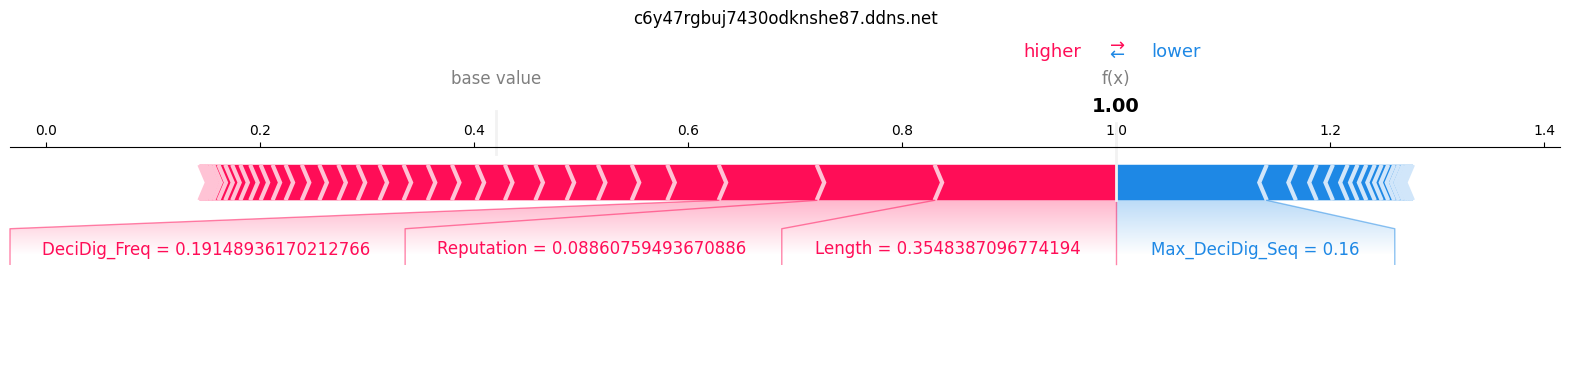 c6y47rgbuj7430odknshe87.ddns.net
higher ⇄ lower
base value f(x)
1.00
0.0 0.2 0.4 0.6 0.8 1.0 1.2 1.4
DeciDig_Freq = 0.19148936170212766 Reputation = 0.08860759493670886 Length = 0.3548387096774194 Max_DeciDig_Seq = 0.16